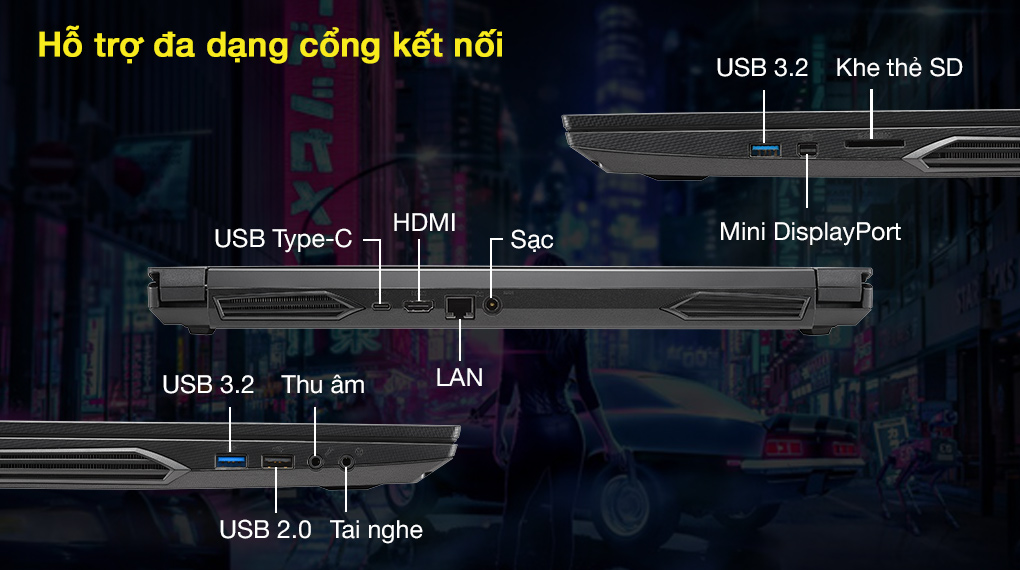 Hỗ trợ đa dạng cổng kết nối
USB 3.2
Khe thẻ SD
Mini DisplayPort
USB Type-C
HDMI
Sạc
LAN
USB 3.2
Thu âm
USB 2.0
Tai nghe